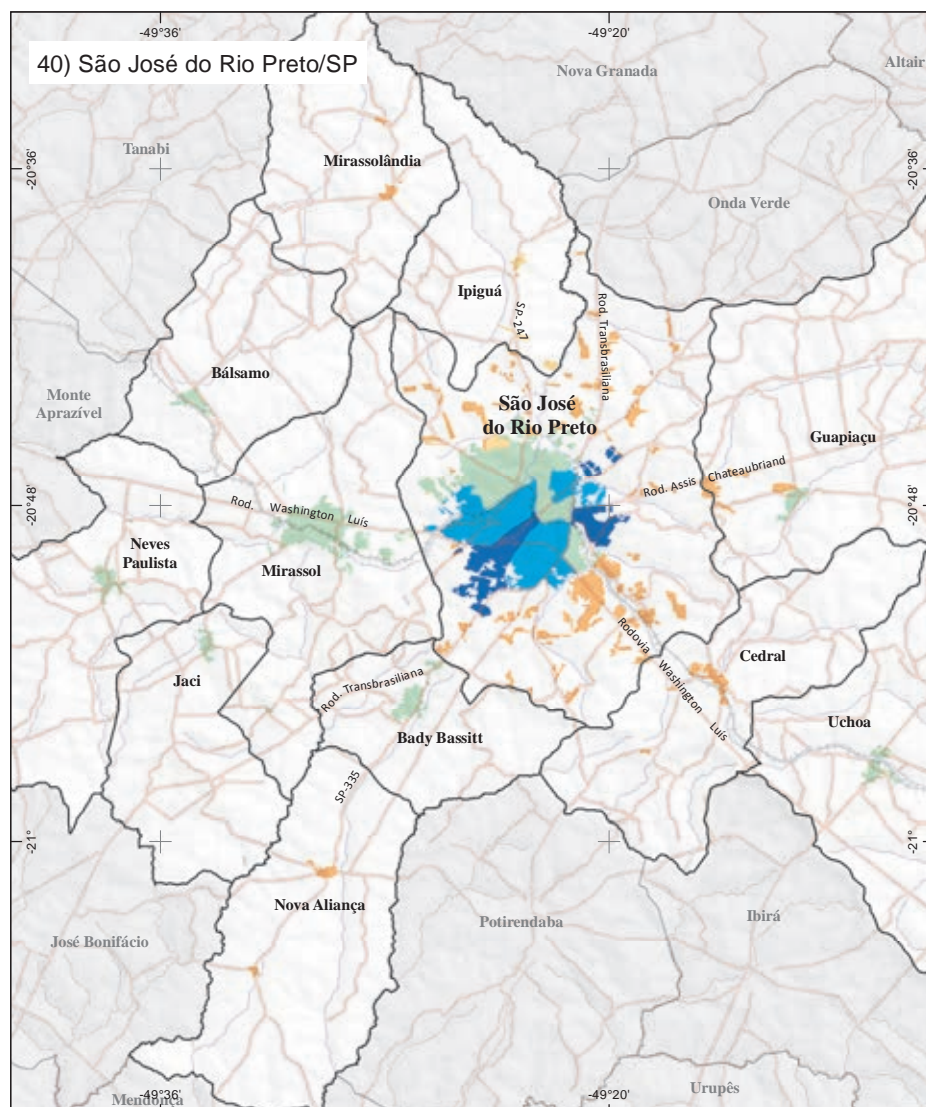 -49°36'
-49°20'
40) São José do Rio Preto/SP
Nova Granada
Altair
Tanabi
-20°36'
Mirassolândia
-20°36'
Onda Verde
Ipiguá
SP-247
Rod. Transbrasiliana
Bálsamo
Monte
Aprazível
São José
do Rio Preto
Guapiaçu
Rod. Assis Chateaubriand
Rod. Washington Luís
-20°48'
-20°48'
Neves
Paulista
Mirassol
Rodovia Washington Luís
Cedral
Jaci
Rod. Transbrasiliana
Bady Bassitt
Uchoa
SP-335
-21°
-21°
Nova Aliança
Potirendaba
Ibirá
José Bonifácio
Urupês
Mendonça
-49°36'
-49°20'